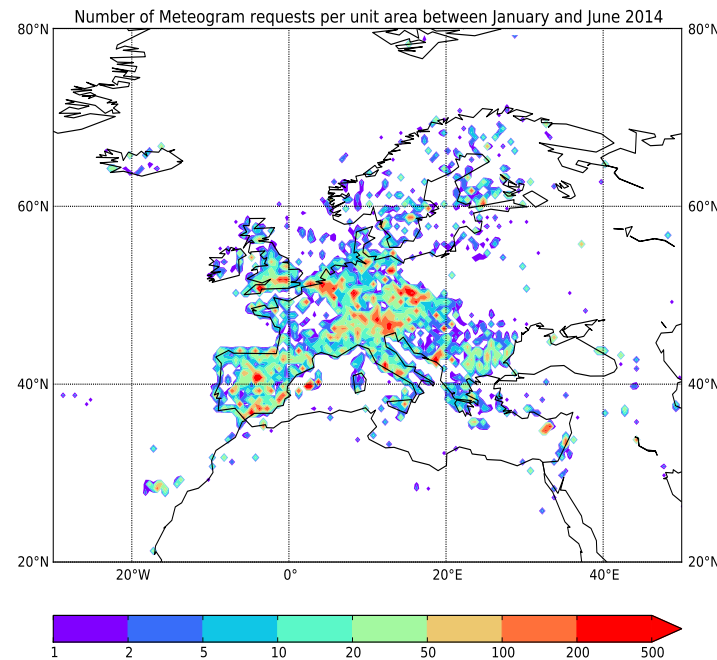 Number of Meteogram requests per unit area between January and June 2014
80°N 80°N
60°N 60°N
40°N 40°N
20°N 20°N
20°W 0° 20°E 40°E
1 2 5 10 20 50 100 200 500